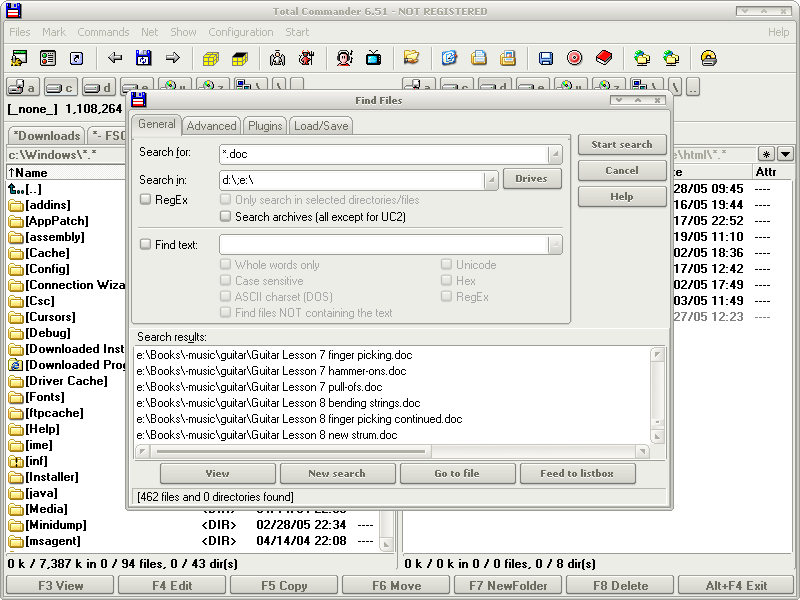 Total Commander 6.51 - NOT REGISTERED
Files Mark Commands Net Show Configuration Start Help
a c d e u z \ \ ..
a c d e u z \ \ ..
[_none_] 1,108,264
*Downloads *- FSC
c:\Windows\*.* e\html\*.* *
↑Name te Attr
[..]
[addins] 28/05 09:45 ----
[AppPatch] 16/05 19:44 ----
[assembly] 17/05 22:52 ----
[Cache] 19/05 11:10 ----
[Config] 02/05 18:36 ----
[Connection Wiza 17/05 12:42 ----
[Csc] 02/05 17:49 ----
[Cursors] 03/05 11:49 ----
[Debug] 27/05 12:23 ----
[Downloaded Inst
[Downloaded Prog
[Driver Cache]
[Fonts]
[ftpcache]
[Help]
[ime]
[inf]
[Installer]
[java]
[Media]
[Minidump] <DIR> 02/28/05 22:34 ----
[msagent] <DIR> 04/14/04 22:08 ----
Find Files
General Advanced Plugins Load/Save
Search for: *.doc
Search in: d:\;e:\ Drives
RegEx
Only search in selected directories/files
Search archives (all except for UC2)
Find text:
Whole words only Unicode
Case sensitive Hex
ASCII charset (DOS) RegEx
Find files NOT containing the text
Start search
Cancel
Help
Search results:
e:\Books\-music\guitar\Guitar Lesson 7 finger picking.doc
e:\Books\-music\guitar\Guitar Lesson 7 hammer-ons.doc
e:\Books\-music\guitar\Guitar Lesson 7 pull-ofs.doc
e:\Books\-music\guitar\Guitar Lesson 8 bending strings.doc
e:\Books\-music\guitar\Guitar Lesson 8 finger picking continued.doc
e:\Books\-music\guitar\Guitar Lesson 8 new strum.doc
View New search Go to file Feed to listbox
[462 files and 0 directories found]
0 k / 7,387 k in 0 / 94 files, 0 / 43 dir(s) 0 k / 0 k in 0 / 0 files, 0 / 8 dir(s)
F3 View F4 Edit F5 Copy F6 Move F7 NewFolder F8 Delete Alt+F4 Exit